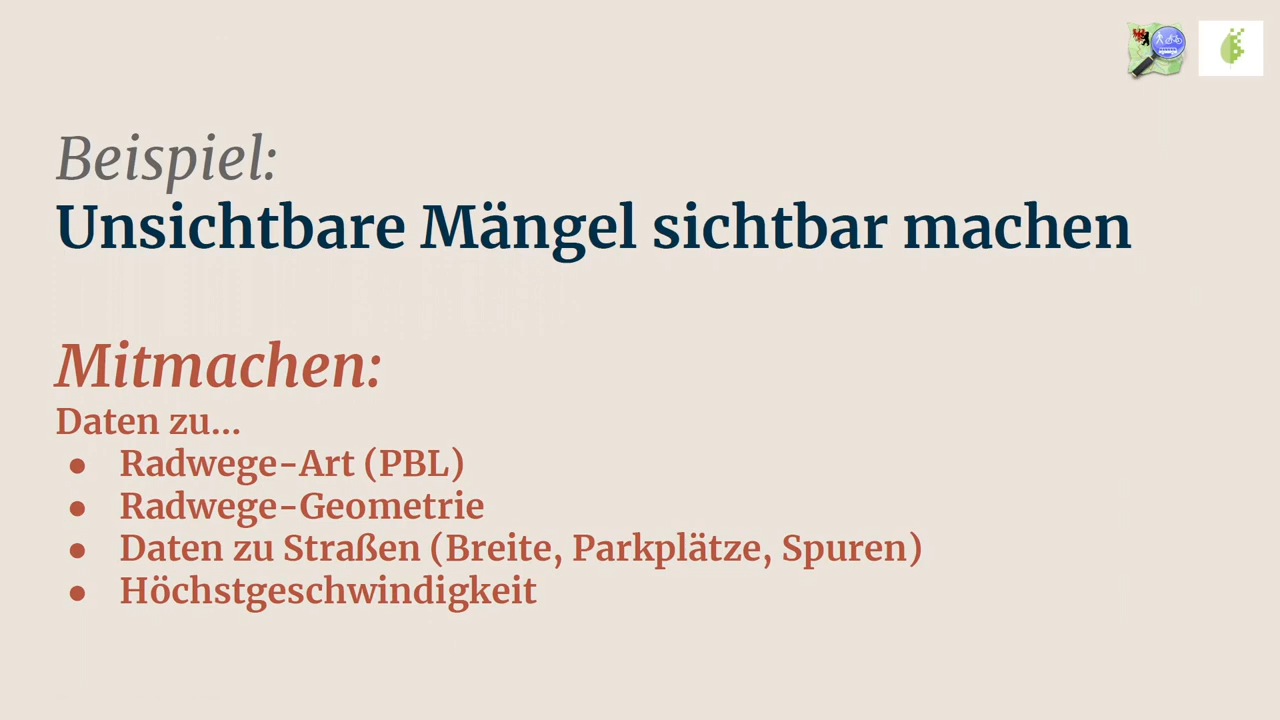 Beispiel:
Unsichtbare Mängel sichtbar machen
Mitmachen:
Daten zu...
● Radwege-Art (PBL)
● Radwege-Geometrie
● Daten zu Straßen (Breite, Parkplätze, Spuren)
● Höchstgeschwindigkeit